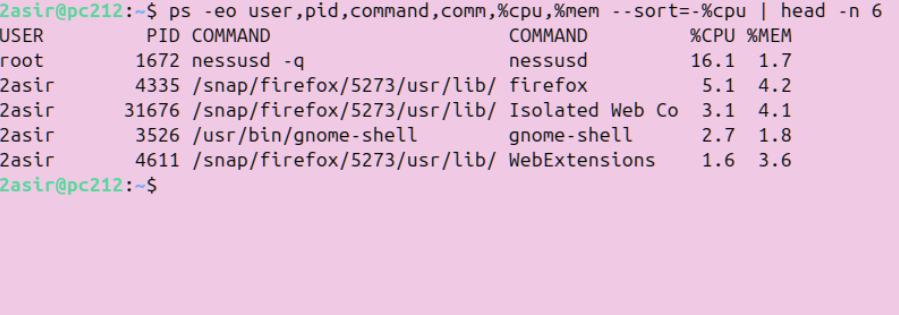 2asir@pc212:~$ ps -eo user,pid,command,comm,%cpu,%mem --sort=-%cpu | head -n 6
USER         PID COMMAND                     COMMAND         %CPU %MEM
root        1672 nessusd -q                  nessusd         16.1  1.7
2asir       4335 /snap/firefox/5273/usr/lib/ firefox          5.1  4.2
2asir      31676 /snap/firefox/5273/usr/lib/ Isolated Web Co  3.1  4.1
2asir       3526 /usr/bin/gnome-shell        gnome-shell      2.7  1.8
2asir       4611 /snap/firefox/5273/usr/lib/ WebExtensions    1.6  3.6
2asir@pc212:~$